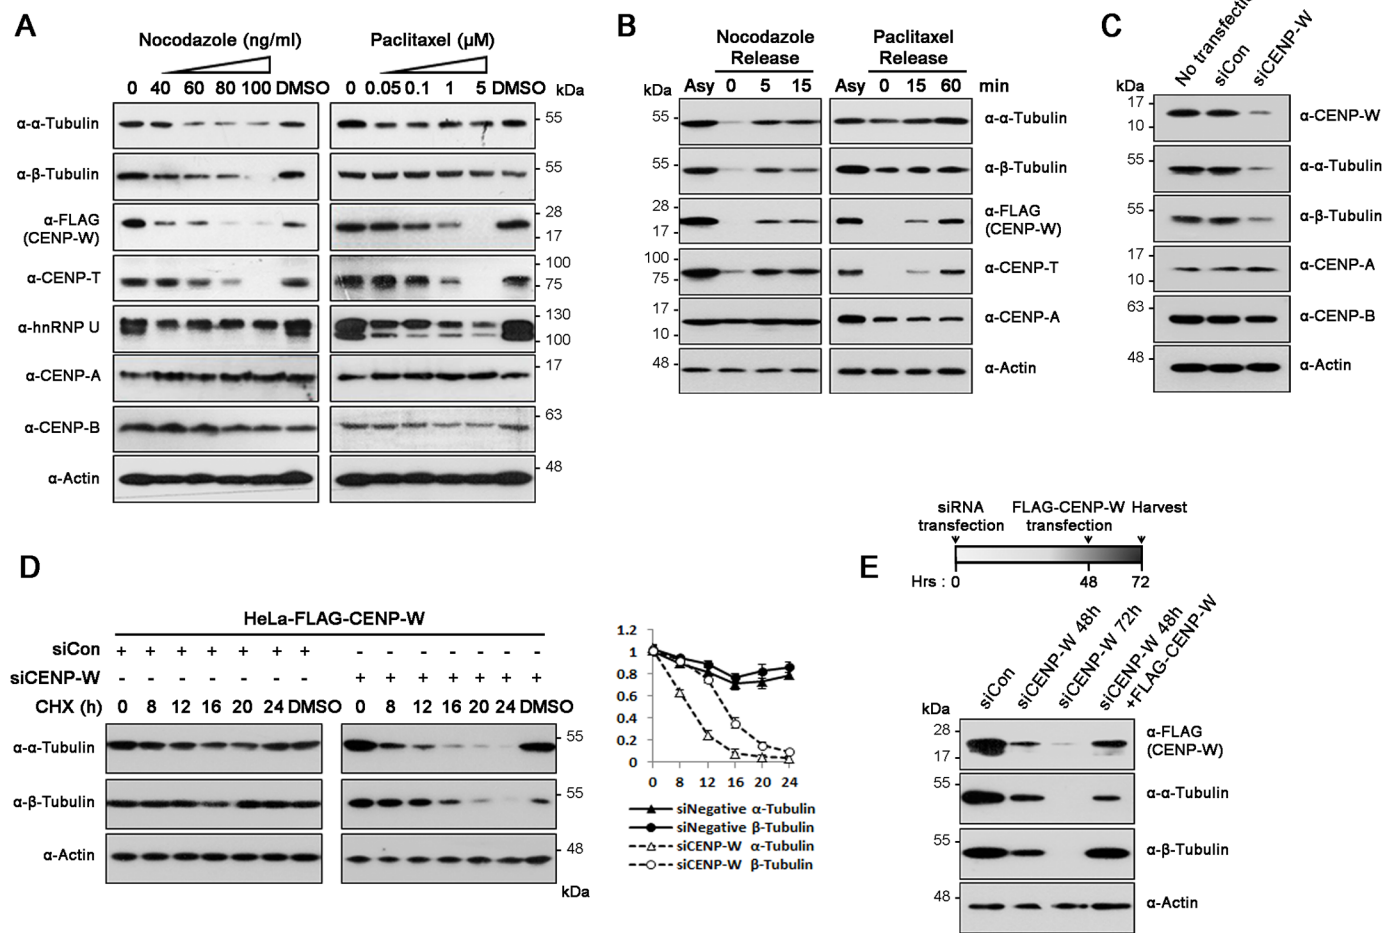 A
Nocodazole (ng/ml)
Paclitaxel (µM)
0 40 60 80 100 DMSO
0 0.05 0.1 1 5 DMSO kDa
α-α-Tubulin
55
α-β-Tubulin
55
α-FLAG
(CENP-W)
28
17
α-CENP-T
100
75
α-hnRNP U
130
100
α-CENP-A
17
α-CENP-B
63
α-Actin
48
B
Nocodazole
Release
Paclitaxel
Release
kDa
Asy 0 5 15
Asy 0 15 60 min
55
α-α-Tubulin
55
α-β-Tubulin
28
17
α-FLAG
(CENP-W)
100
75
α-CENP-T
17
10
α-CENP-A
48
α-Actin
C
No transfection
siCon
siCENP-W
kDa
17
10
α-CENP-W
55
α-α-Tubulin
55
α-β-Tubulin
17
10
α-CENP-A
63
α-CENP-B
48
α-Actin
D
HeLa-FLAG-CENP-W
siCon + + + + + + + - - - - - - -
siCENP-W - - - - - - - + + + + + + +
CHX (h) 0 8 12 16 20 24 DMSO 0 8 12 16 20 24 DMSO
α-α-Tubulin
55
α-β-Tubulin
55
α-Actin
48
kDa
1.2
1
0.8
0.6
0.4
0.2
0
0 8 12 16 20 24
siNegative α-Tubulin
siNegative β-Tubulin
siCENP-W α-Tubulin
siCENP-W β-Tubulin
E
siRNA
transfection
FLAG-CENP-W
transfection
Harvest
Hrs : 0 48 72
siCon
siCENP-W 48h
siCENP-W 72h
siCENP-W 48h
+FLAG-CENP-W
kDa
28
17
α-FLAG
(CENP-W)
55
α-α-Tubulin
55
α-β-Tubulin
48
α-Actin